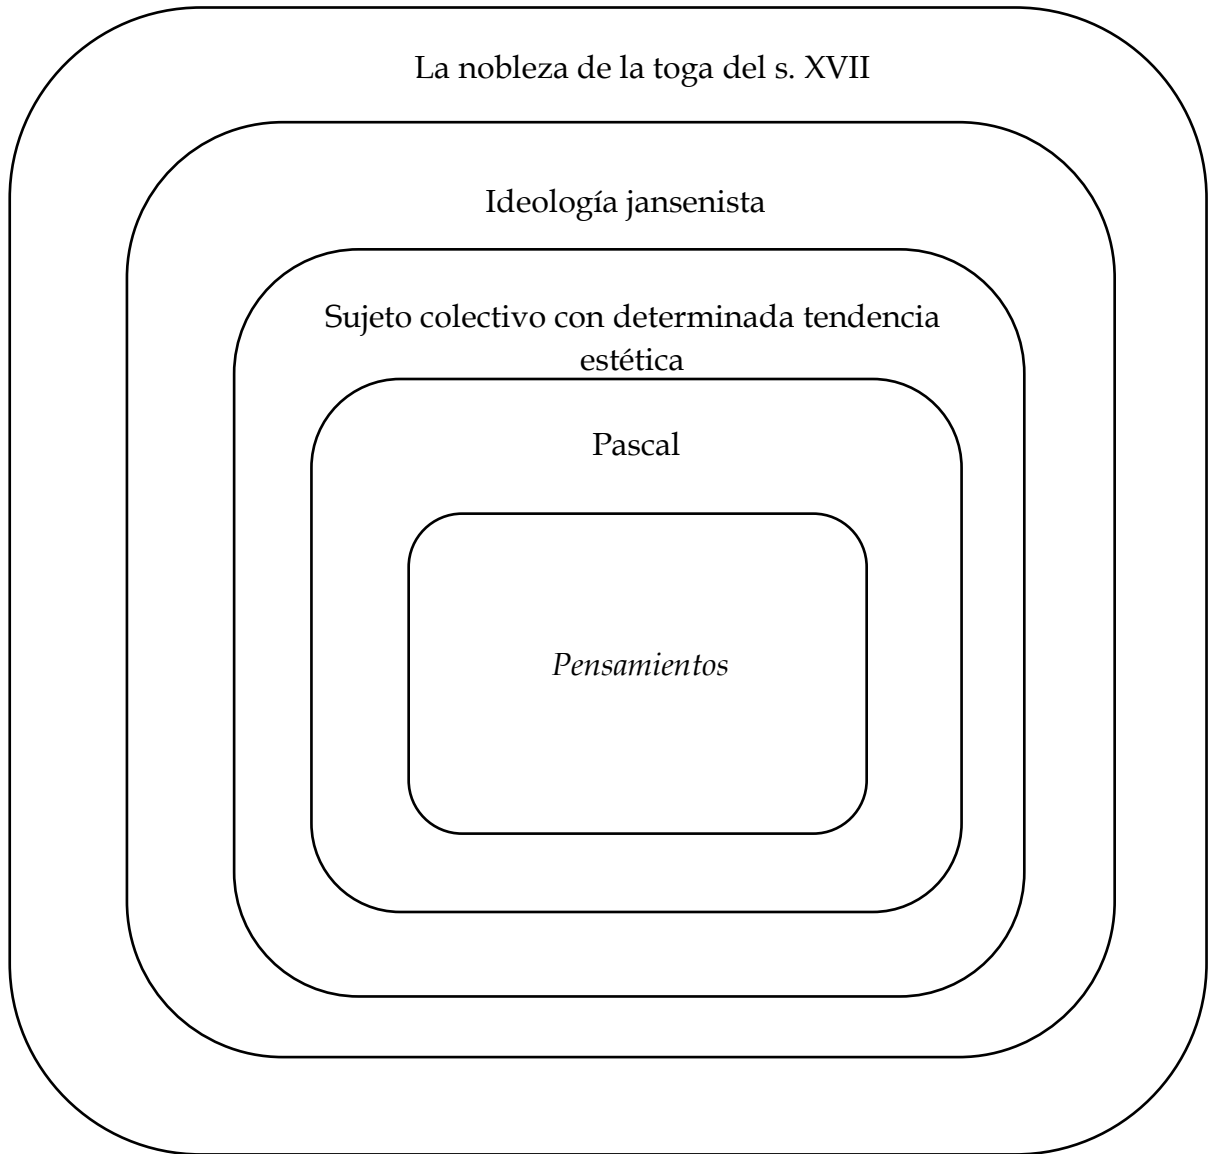 La nobleza de la toga del s. XVII
Ideología jansenista
Sujeto colectivo con determinada tendencia
estética
Pascal
Pensamientos